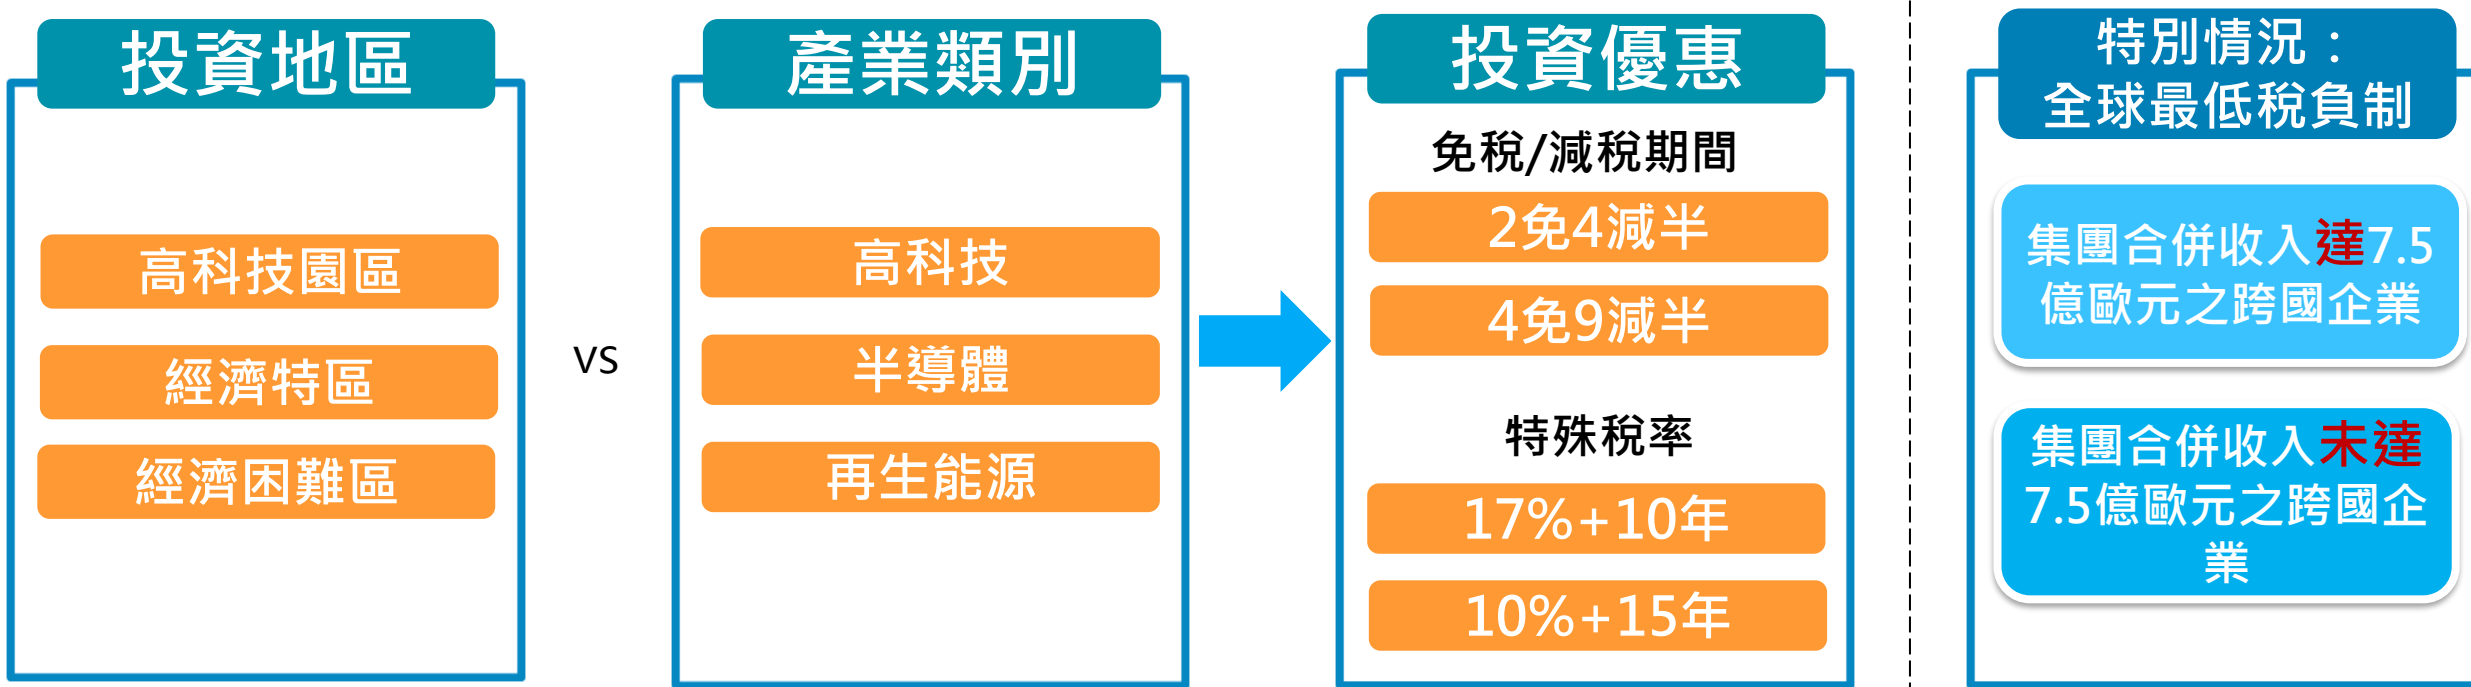 投資地區
高科技園區
經濟特區
經濟困難區
VS
產業類別
高科技
半導體
再生能源
投資優惠
免稅/減稅期間
2免4減半
4免9減半
特殊稅率
17%+10年
10%+15年
特別情況：
全球最低稅負制
集團合併收入達7.5
億歐元之跨國企業
集團合併收入未達
7.5億歐元之跨國企
業